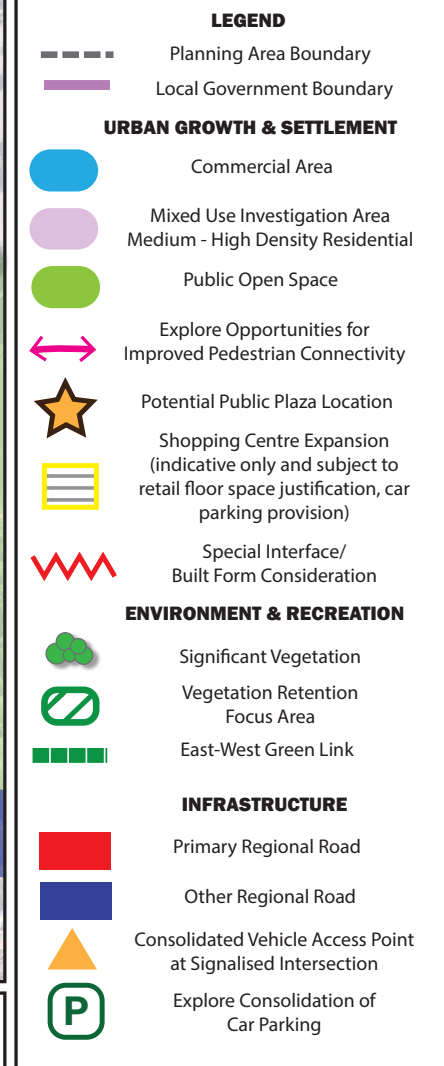 LEGEND
Planning Area Boundary
Local Government Boundary
URBAN GROWTH & SETTLEMENT
Commercial Area
Mixed Use Investigation Area
Medium - High Density Residential
Public Open Space
Explore Opportunities for
Improved Pedestrian Connectivity
Potential Public Plaza Location
Shopping Centre Expansion
(indicative only and subject to
retail floor space justification, car
parking provision)
Special Interface/
Built Form Consideration
ENVIRONMENT & RECREATION
Significant Vegetation
Vegetation Retention
Focus Area
East-West Green Link
INFRASTRUCTURE
Primary Regional Road
Other Regional Road
Consolidated Vehicle Access Point
at Signalised Intersection
P
Explore Consolidation of
Car Parking